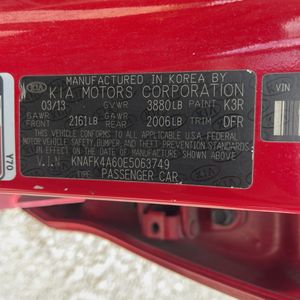 MANUFACTURED IN KOREA BY
KIA MOTORS CORPORATION
03/13 GVWR 3880LB PAINT K3R
GAWR FRONT 2161LB GAWR REAR 2006LB TRIM DFR
THIS VEHICLE CONFORMS TO ALL APPLICABLE U.S.A. FEDERAL
MOTOR VEHICLE SAFETY, BUMPER, AND THEFT PREVENTION STANDARDS
IN EFFECT ON THE DATE OF MANUFACTURE SHOWN ABOVE
V.I.N: KNAFK4A60E5063749
TYPE: PASSENGER CAR
Y70
VIN